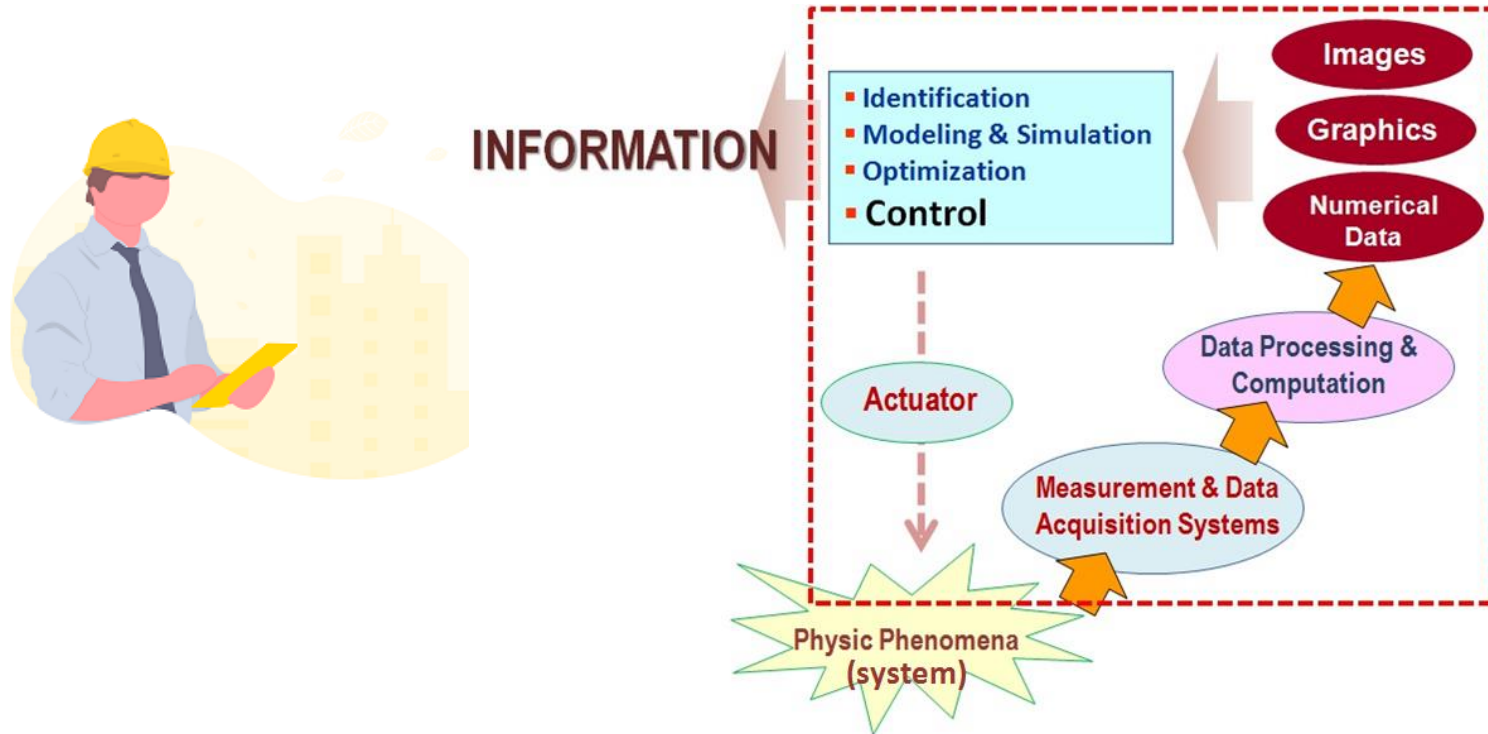 INFORMATION
▪ Identification
▪ Modeling & Simulation
▪ Optimization
▪ Control
Images
Graphics
Numerical
Data
Data Processing &
Computation
Actuator
Measurement & Data
Acquisition Systems
Physic Phenomena
(system)